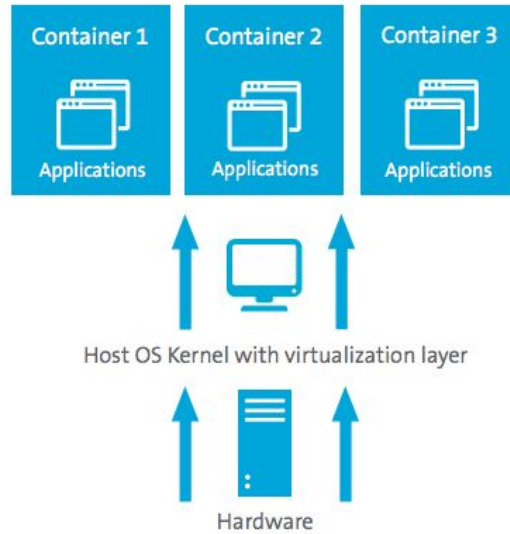 Container 1
Container 2
Container 3
Applications
Applications
Applications
Host OS Kernel with virtualization layer
Hardware